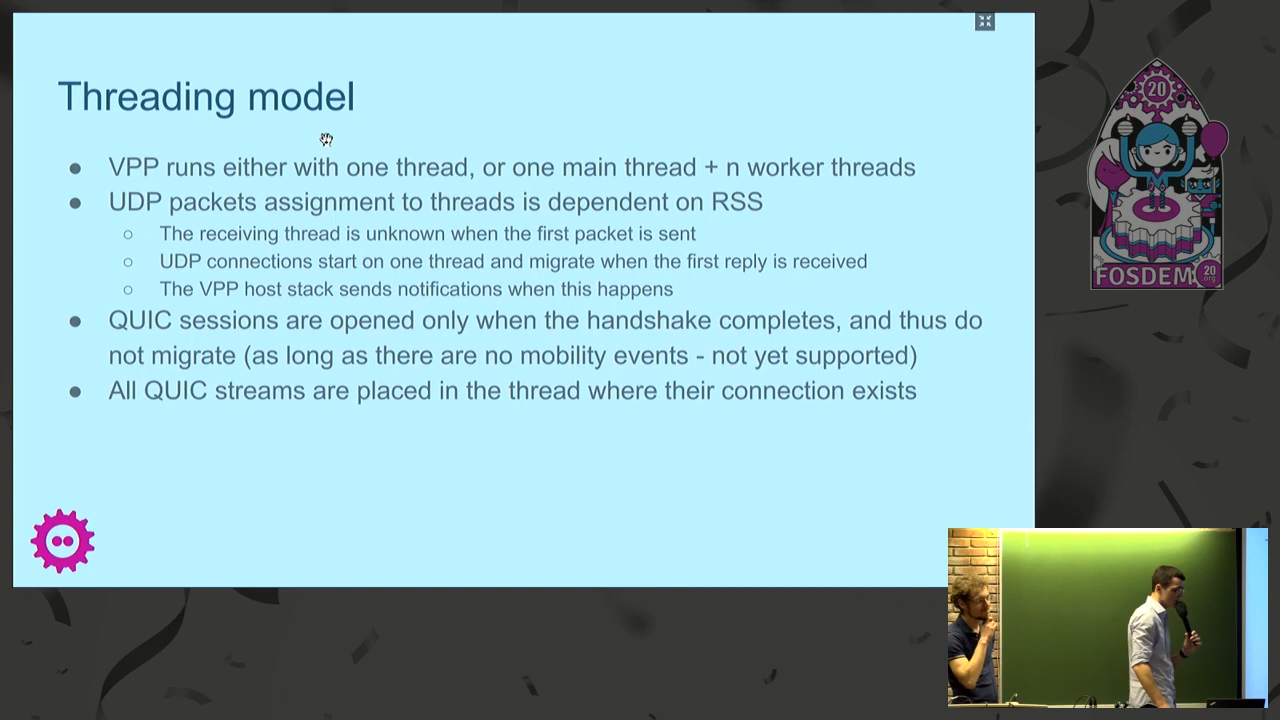 Threading model
● VPP runs either with one thread, or one main thread + n worker threads
● UDP packets assignment to threads is dependent on RSS
○ The receiving thread is unknown when the first packet is sent
○ UDP connections start on one thread and migrate when the first reply is received
○ The VPP host stack sends notifications when this happens
● QUIC sessions are opened only when the handshake completes, and thus do
not migrate (as long as there are no mobility events - not yet supported)
● All QUIC streams are placed in the thread where their connection exists
20
FOSDEM
20
.org